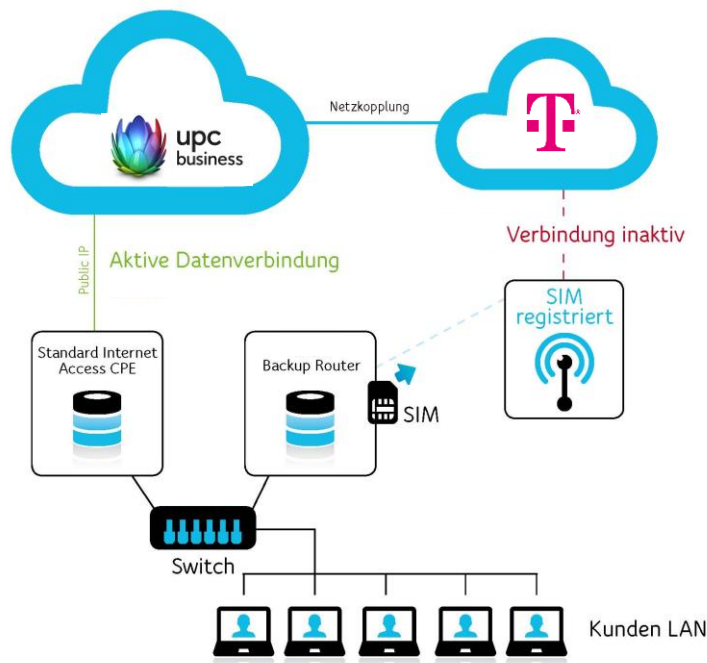 upc
business
Netzkopplung
T
Public IP
Aktive Datenverbindung
Verbindung inaktiv
Standard Internet
Access CPE
Backup Router
SIM
registriert
SIM
Switch
Kunden LAN